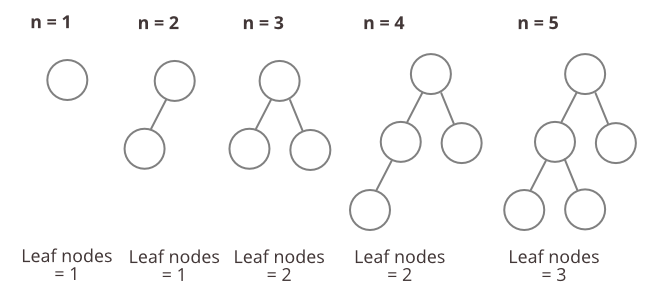 n = 1
n = 2
n = 3
n = 4
n = 5
Leaf nodes
= 1
Leaf nodes
= 1
Leaf nodes
= 2
Leaf nodes
= 2
Leaf nodes
= 3